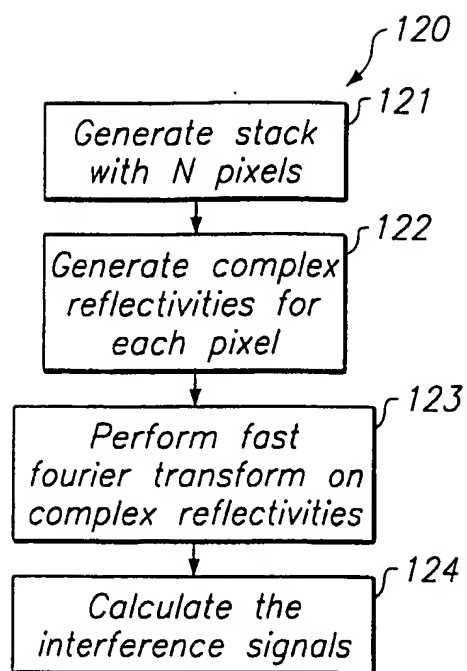 120
121
Generate stack
with N pixels
122
Generate complex
reflectivities for
each pixel
123
Perform fast
fourier transform on
complex reflectivities
124
Calculate the
interference signals